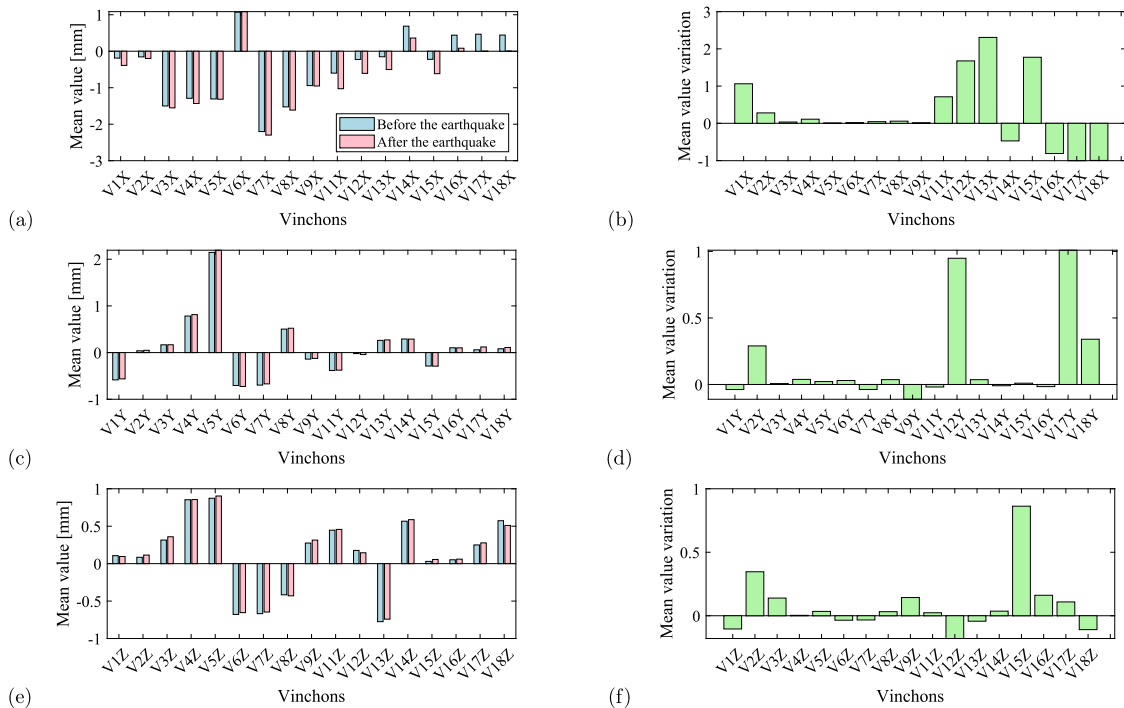 Mean value [mm]
1
0
-1
-2
-3
Before the earthquake
After the earthquake
V1X V2X V3X V4X V5X V6X V7X V8X V9X V11X V12X V13X V14X V15X V16X V17X V18X
Vinchons
(a)
Mean value variation
3
2
1
0
-1
V1X V2X V3X V4X V5X V6X V7X V8X V9X V11X V12X V13X V14X V15X V16X V17X V18X
Vinchons
(b)
Mean value [mm]
2
1
0
-1
V1Y V2Y V3Y V4Y V5Y V6Y V7Y V8Y V9Y V11Y V12Y V13Y V14Y V15Y V16Y V17Y V18Y
Vinchons
(c)
Mean value variation
1
0.5
0
V1Y V2Y V3Y V4Y V5Y V6Y V7Y V8Y V9Y V11Y V12Y V13Y V14Y V15Y V16Y V17Y V18Y
Vinchons
(d)
Mean value [mm]
1
0.5
0
-0.5
-1
V1Z V2Z V3Z V4Z V5Z V6Z V7Z V8Z V9Z V11Z V12Z V13Z V14Z V15Z V16Z V17Z V18Z
Vinchons
(e)
Mean value variation
1
0.5
0
V1Z V2Z V3Z V4Z V5Z V6Z V7Z V8Z V9Z V11Z V12Z V13Z V14Z V15Z V16Z V17Z V18Z
Vinchons
(f)